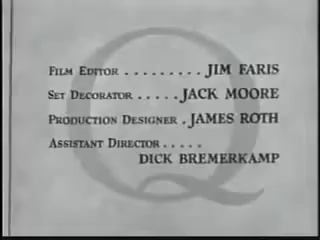 Q
FILM EDITOR ......... JIM FARIS
SET DECORATOR ..... JACK MOORE
PRODUCTION DESIGNER . JAMES ROTH
ASSISTANT DIRECTOR .....
DICK BREMERKAMP